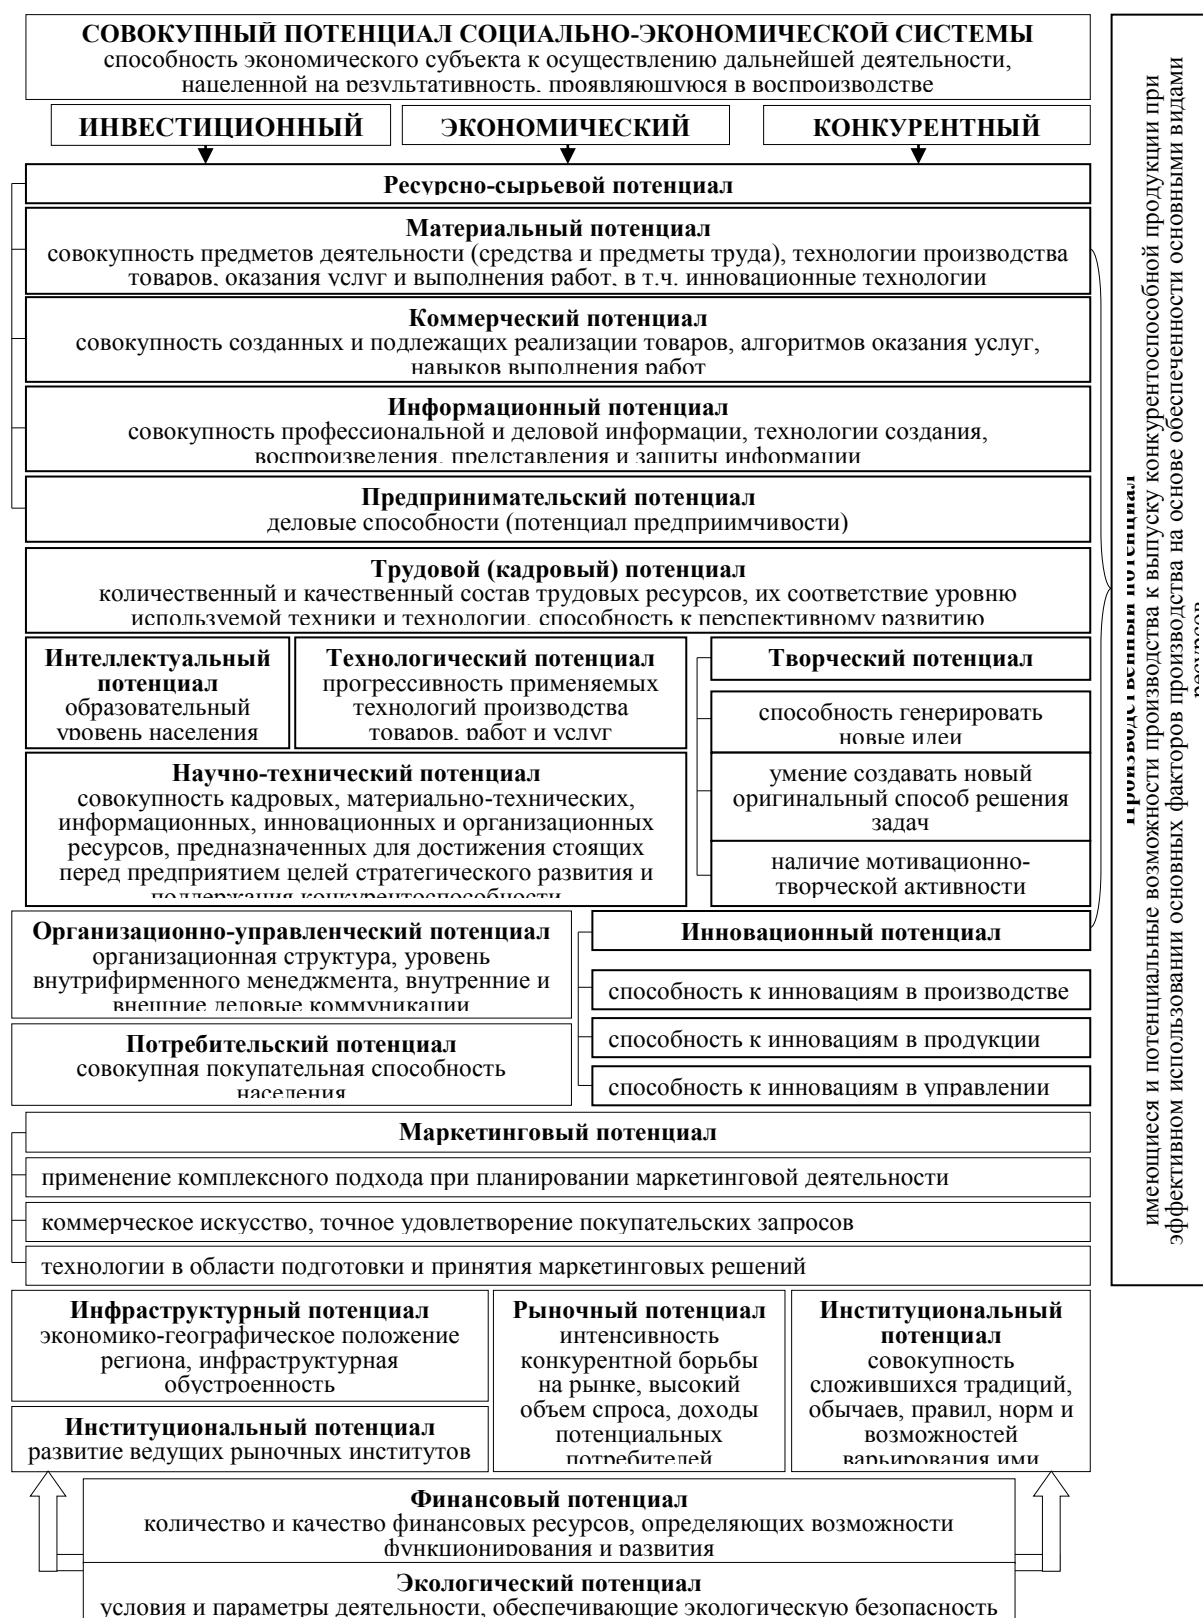 СОВОКУПНЫЙ ПОТЕНЦИАЛ СОЦИАЛЬНО-ЭКОНОМИЧЕСКОЙ СИСТЕМЫ
способность экономического субъекта к осуществлению дальнейшей деятельности,
нацеленной на результативность, проявляющуюся в воспроизводстве
ИНВЕСТИЦИОННЫЙ
ЭКОНОМИЧЕСКИЙ
КОНКУРЕНТНЫЙ
Ресурсно-сырьевой потенциал
Материальный потенциал
совокупность предметов деятельности (средства и предметы труда), технологии производства
товаров, оказания услуг и выполнения работ, в т.ч. инновационные технологии
Коммерческий потенциал
совокупность созданных и подлежащих реализации товаров, алгоритмов оказания услуг,
навыков выполнения работ
Информационный потенциал
совокупность профессиональной и деловой информации, технологии создания,
воспроизведения, представления и защиты информации
Предпринимательский потенциал
деловые способности (потенциал предприимчивости)
Трудовой (кадровый) потенциал
количественный и качественный состав трудовых ресурсов, их соответствие уровню
используемой техники и технологии, способность к перспективному развитию
Интеллектуальный
потенциал
образовательный
уровень населения
Технологический потенциал
прогрессивность применяемых
технологий производства
товаров, работ и услуг
Творческий потенциал
способность генерировать
новые идеи
умение создавать новый
оригинальный способ решения
задач
наличие мотивационно-
творческой активности
Научно-технический потенциал
совокупность кадровых, материально-технических,
информационных, инновационных и организационных
ресурсов, предназначенных для достижения стоящих
перед предприятием целей стратегического развития и
поддержания конкурентоспособности
Организационно-управленческий потенциал
организационная структура, уровень
внутрифирменного менеджмента, внутренние и
внешние деловые коммуникации
Инновационный потенциал
способность к инновациям в производстве
способность к инновациям в продукции
способность к инновациям в управлении
Потребительский потенциал
совокупная покупательная способность
населения
Маркетинговый потенциал
применение комплексного подхода при планировании маркетинговой деятельности
коммерческое искусство, точное удовлетворение покупательских запросов
технологии в области подготовки и принятия маркетинговых решений
Инфраструктурный потенциал
экономико-географическое положение
региона, инфраструктурная
обустроенность
Институциональный потенциал
развитие ведущих рыночных институтов
Рыночный потенциал
интенсивность
конкурентной борьбы
на рынке, высокий
объем спроса, доходы
потенциальных
потребителей
Институциональный
потенциал
совокупность
сложившихся традиций,
обычаев, правил, норм и
возможностей
варьирования ими
Финансовый потенциал
количество и качество финансовых ресурсов, определяющих возможности
функционирования и развития
Экологический потенциал
условия и параметры деятельности, обеспечивающие экологическую безопасность
Производственный потенциал
имеющиеся и потенциальные возможности производства к выпуску конкурентоспособной продукции при
эффективном использовании основных факторов производства на основе обеспеченности основными видами
ресурсов